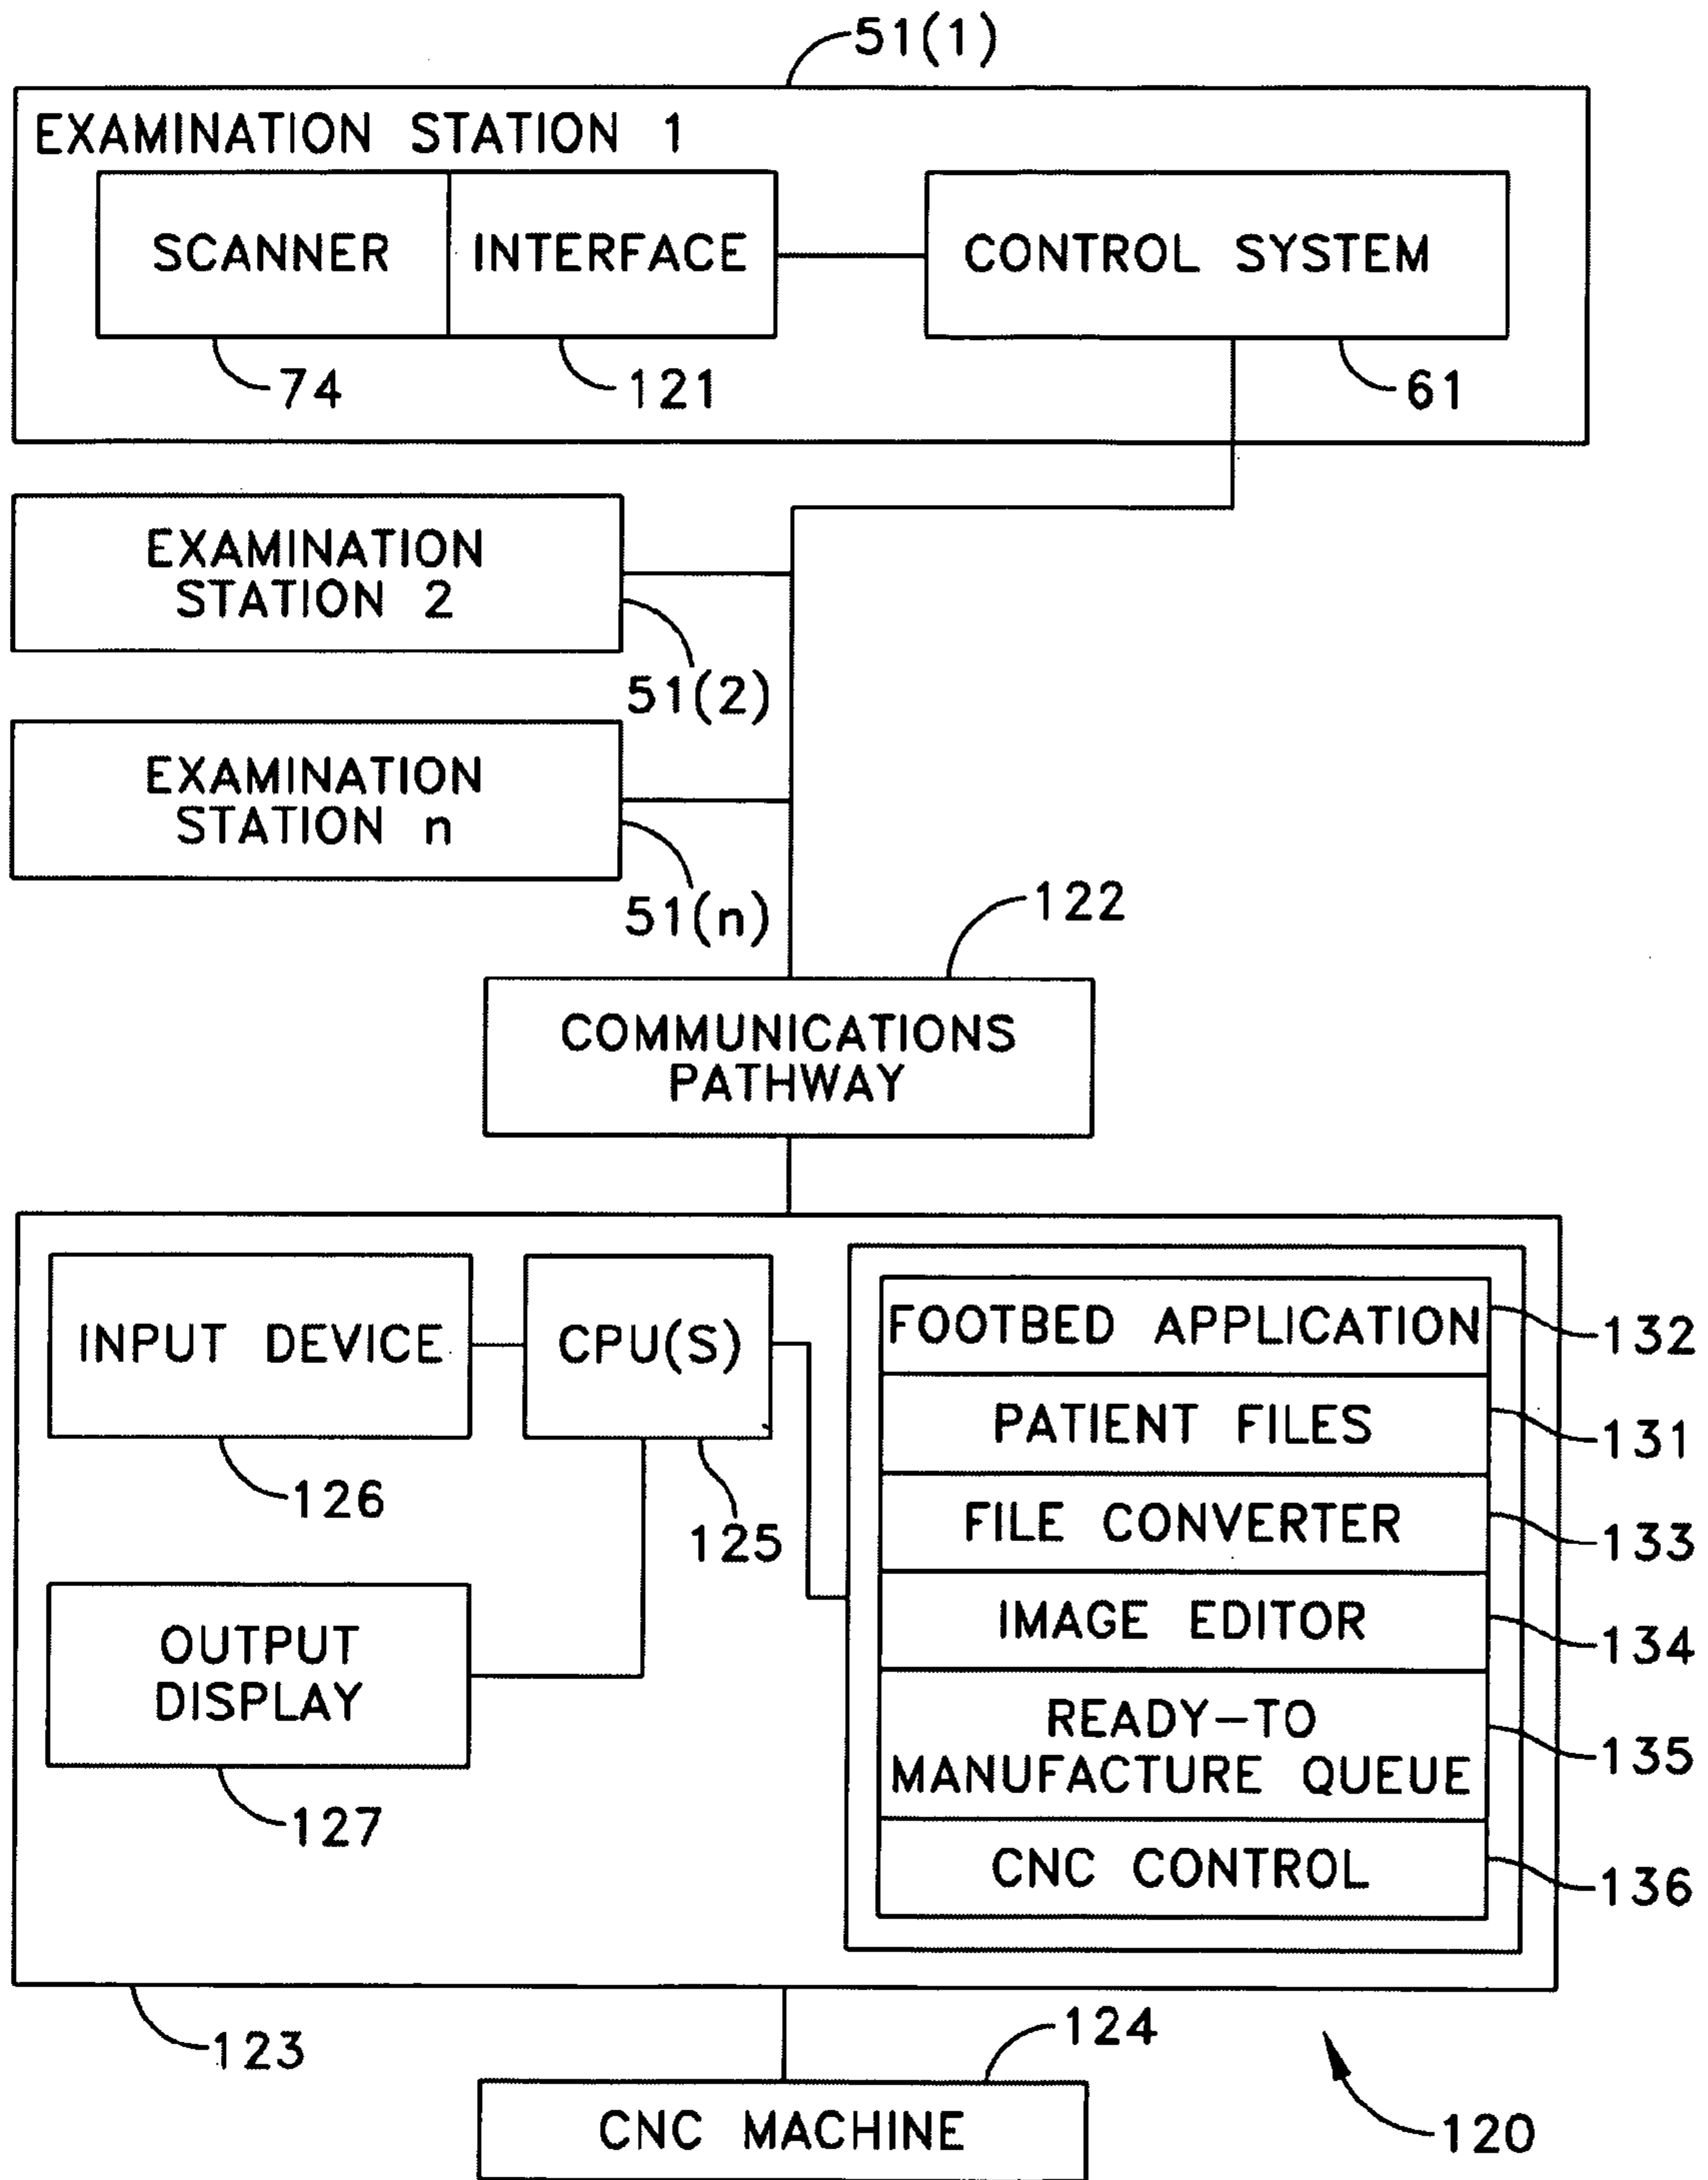 51(1)
EXAMINATION STATION 1
SCANNER
INTERFACE
CONTROL SYSTEM
74
121
61
EXAMINATION
STATION 2
51(2)
EXAMINATION
STATION n
51(n)
122
COMMUNICATIONS
PATHWAY
INPUT DEVICE
CPU(S)
126
125
OUTPUT
DISPLAY
127
FOOTBED APPLICATION
132
PATIENT FILES
131
FILE CONVERTER
133
IMAGE EDITOR
134
READY-TO
MANUFACTURE QUEUE
135
CNC CONTROL
136
123
124
CNC MACHINE
120